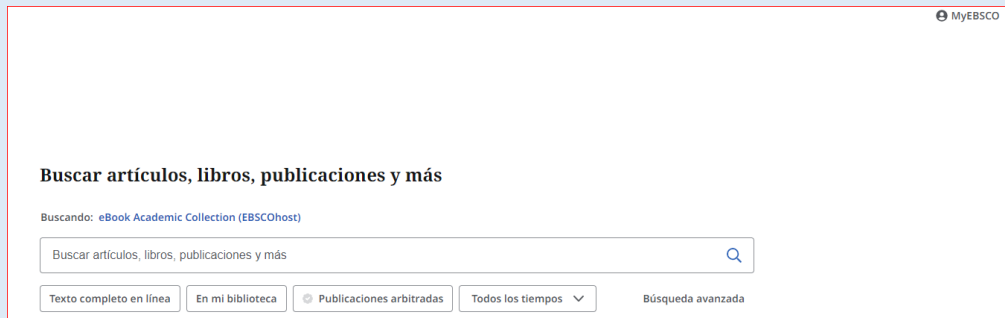 MyEBSCO
Buscar artículos, libros, publicaciones y más
Buscando: eBook Academic Collection (EBSCOhost)
Buscar artículos, libros, publicaciones y más
Texto completo en línea En mi biblioteca Publicaciones arbitradas Todos los tiempos Búsqueda avanzada